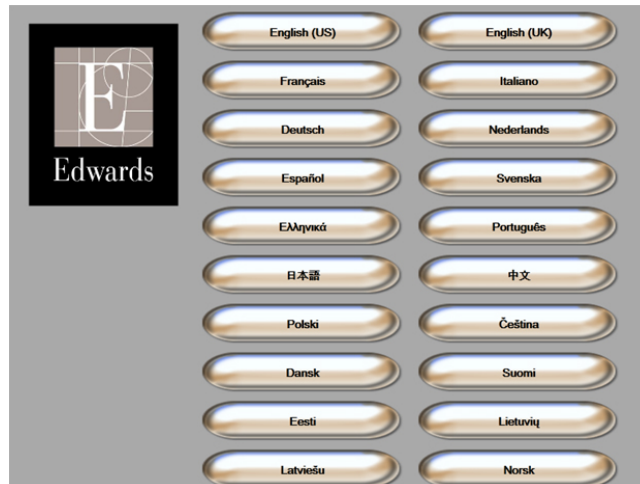 E
Edwards
English (US)
English (UK)
Français
Italiano
Deutsch
Nederlands
Español
Svenska
Ελληνικά
Português
日本語
中文
Polski
Čeština
Dansk
Suomi
Eesti
Lietuvių
Latviešu
Norsk